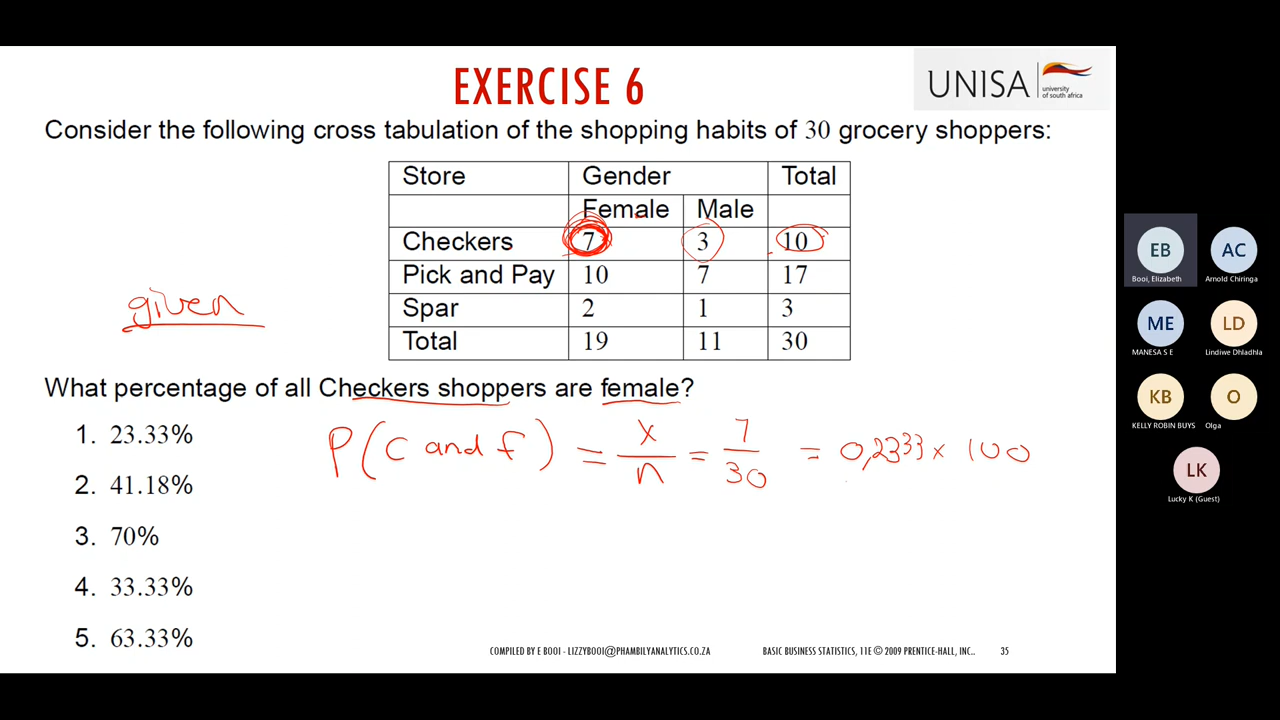 EXERCISE 6
UNISA university
of south africa
Consider the following cross tabulation of the shopping habits of 30 grocery shoppers:
Store Gender Total
Female Male
Checkers 7 3 10
Pick and Pay 10 7 17
Spar 2 1 3
Total 19 11 30
given
What percentage of all Checkers shoppers are female?
1. 23.33%
2. 41.18%
3. 70%
4. 33.33%
5. 63.33%
P(C and f) = x/n = 7/30 = 0,2333 × 100
COMPILED BY E BOOI - LIZZYBOOI@PHAMBILYANALYTICS.CO.ZA BASIC BUSINESS STATISTICS, 11E © 2009 PRENTICE-HALL, INC.. 35
EB AC
Booi, Elizabeth Arnold Chiringa
ME LD
MANESA S E Lindiwe Dhladhla
KB O
KELLY ROBIN BUYS Olga
LK
Lucky K (Guest)